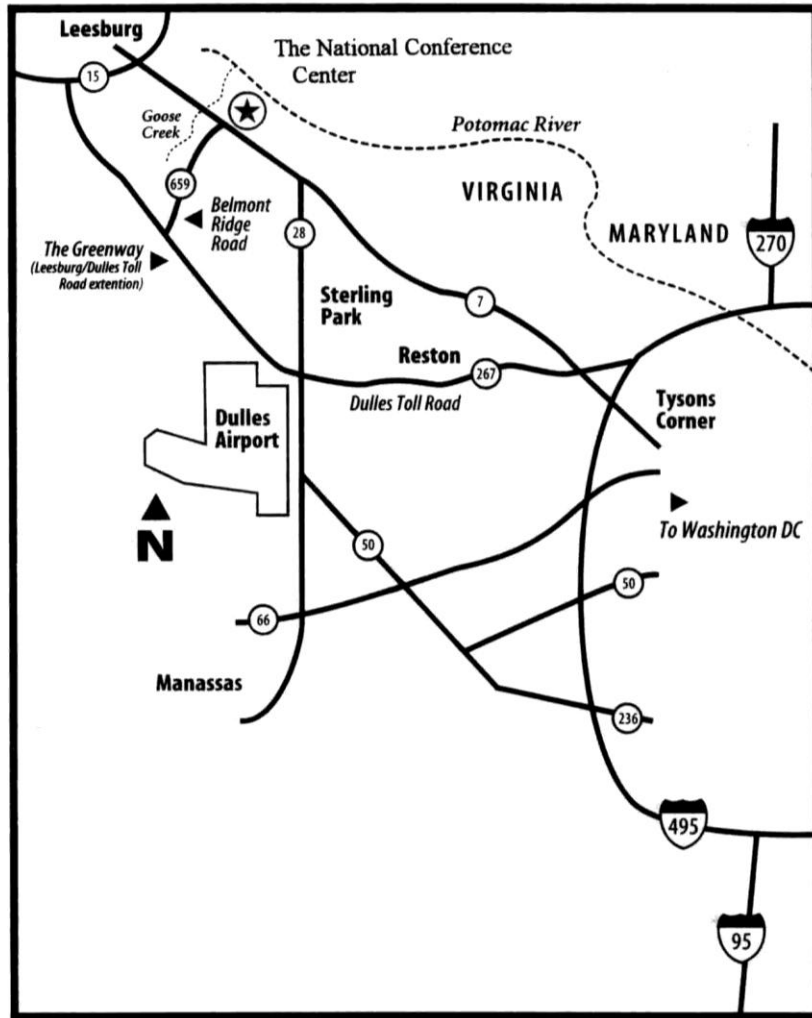 Leesburg
The National Conference
Center
15
Goose
Creek
Potomac River
659
Belmont
Ridge
Road
28
VIRGINIA
MARYLAND
270
The Greenway
(Leesburg/Dulles Toll
Road extention)
Sterling
Park
7
Reston
267
Dulles Toll Road
Dulles
Airport
Tysons
Corner
N
To Washington DC
50
50
66
Manassas
236
495
95